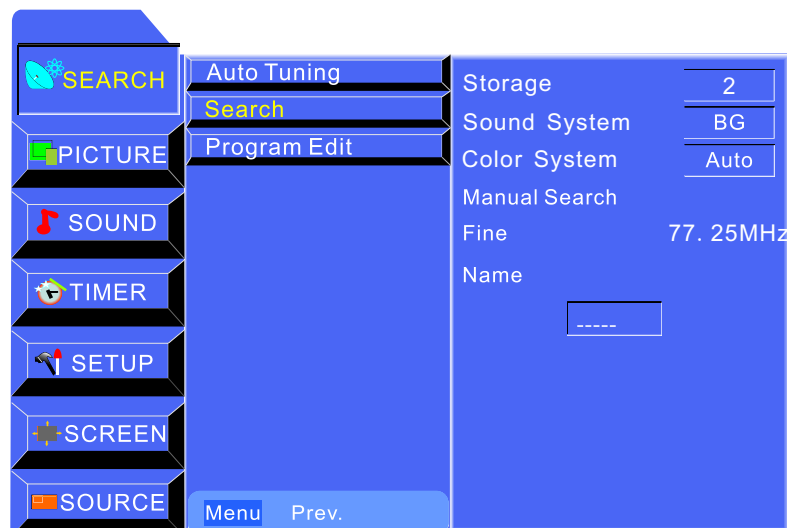 SEARCH
PICTURE
SOUND
TIMER
SETUP
SCREEN
SOURCE
Auto Tuning
Search
Program Edit
Menu Prev.
Storage 2
Sound System BG
Color System Auto
Manual Search
Fine 77. 25MHz
Name
-----